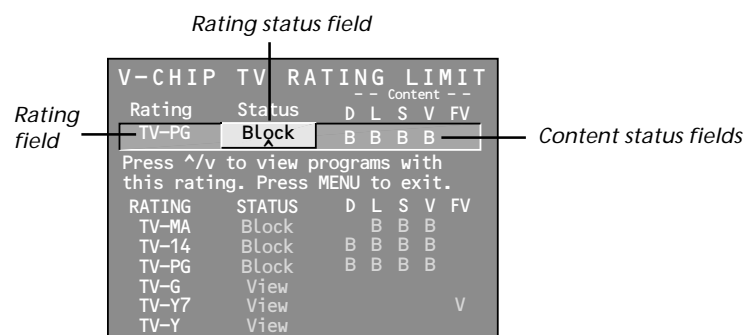 Rating status field
V-CHIP TV RATING LIMIT
-- Content --
Rating Status D L S V FV
Rating field
TV-PG Block B B B B
Content status fields
Press ^/v to view programs with
this rating. Press MENU to exit.
RATING STATUS D L S V FV
TV-MA Block B B B
TV-14 Block B B B B
TV-PG Block B B B B
TV-G View
TV-Y7 View V
TV-Y View